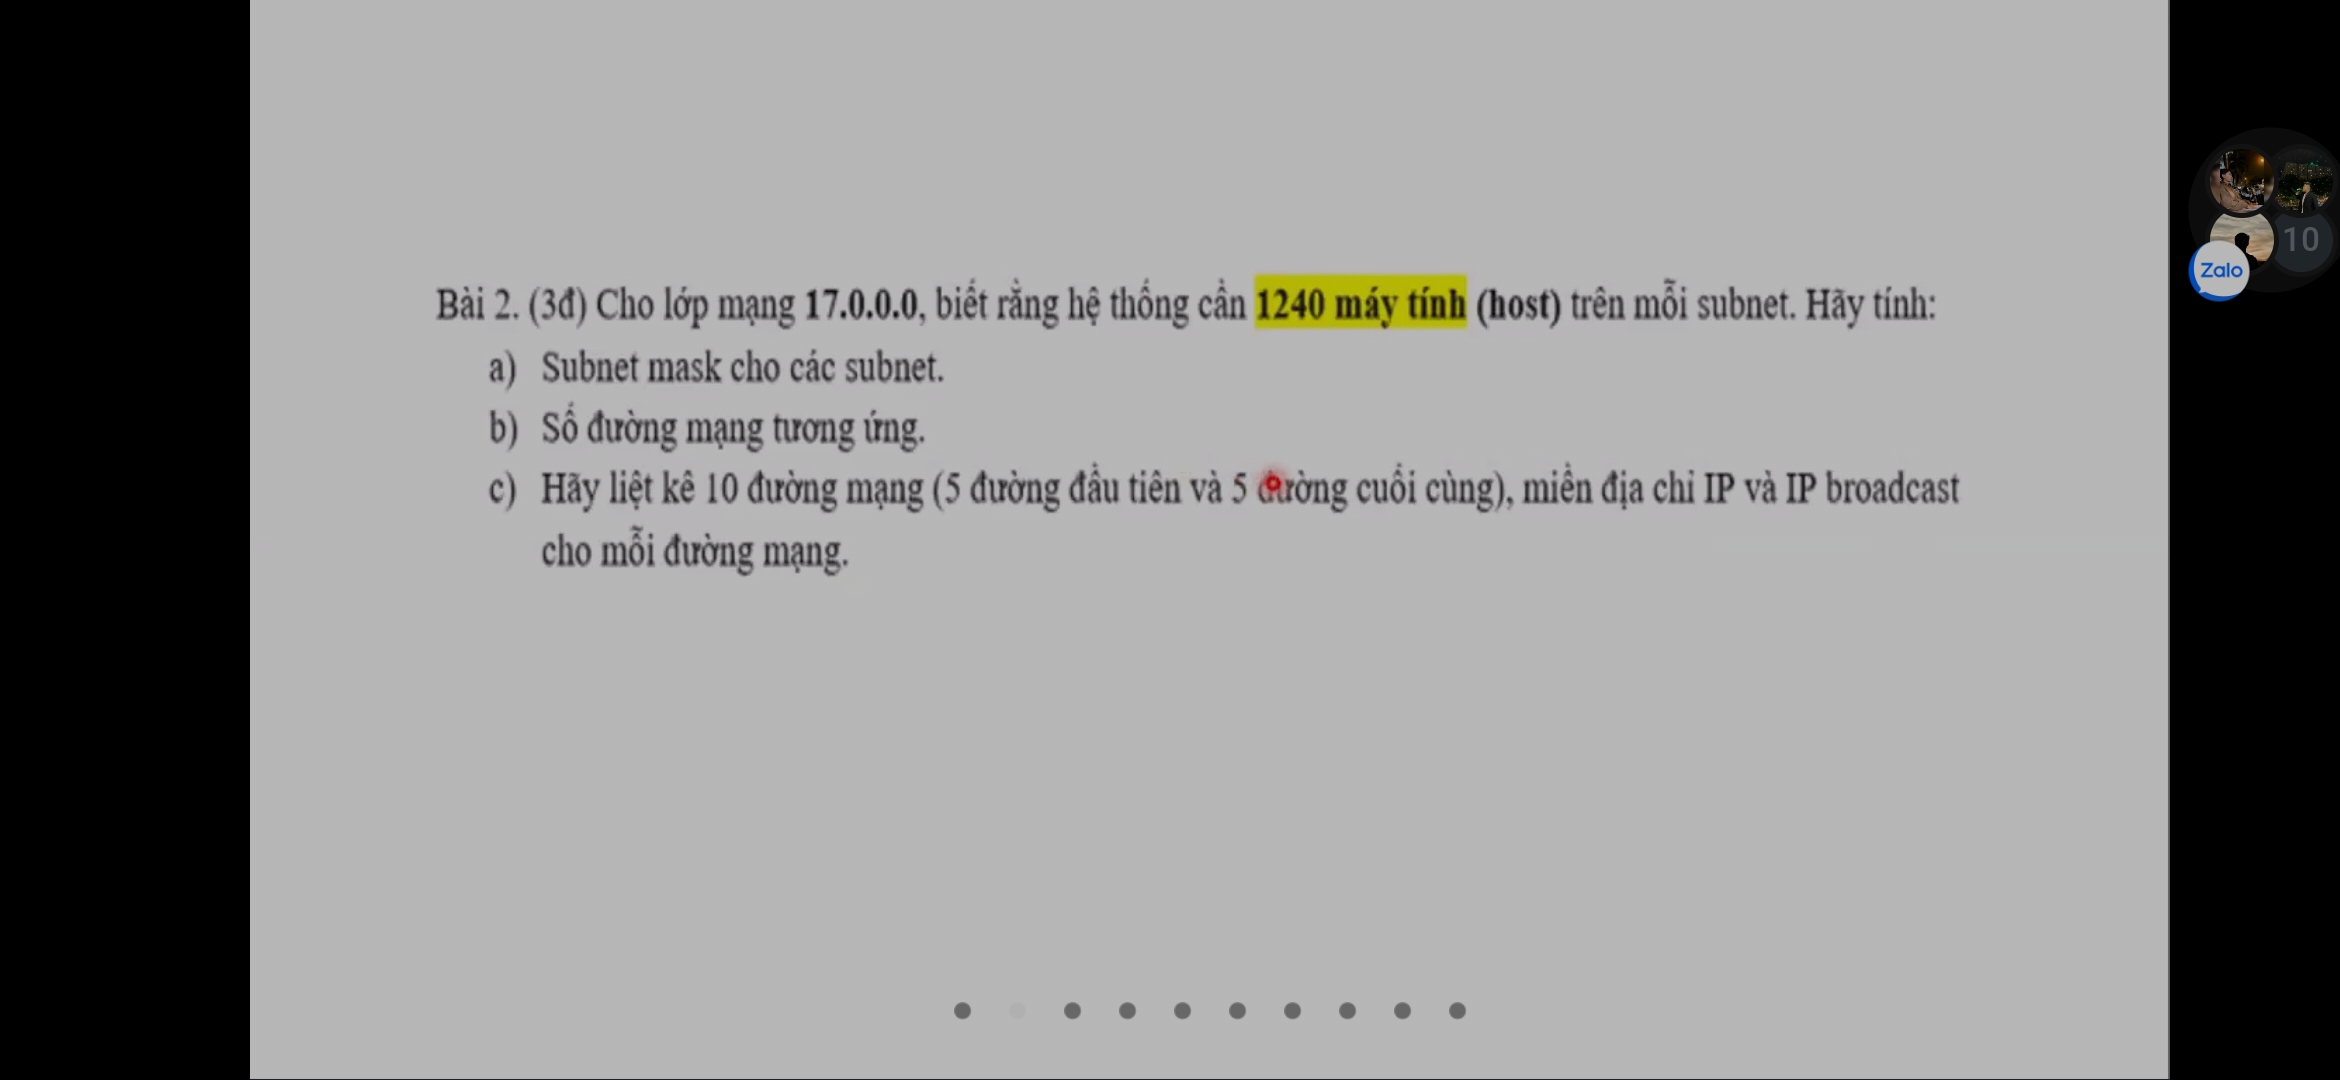 Bài 2. (3đ) Cho lớp mạng 17.0.0.0, biết rằng hệ thống cần 1240 máy tính (host) trên mỗi subnet. Hãy tính:
a) Subnet mask cho các subnet.
b) Số đường mạng tương ứng.
c) Hãy liệt kê 10 đường mạng (5 đường đầu tiên và 5 đường cuối cùng), miền địa chỉ IP và IP broadcast
cho mỗi đường mạng.
10
Zalo